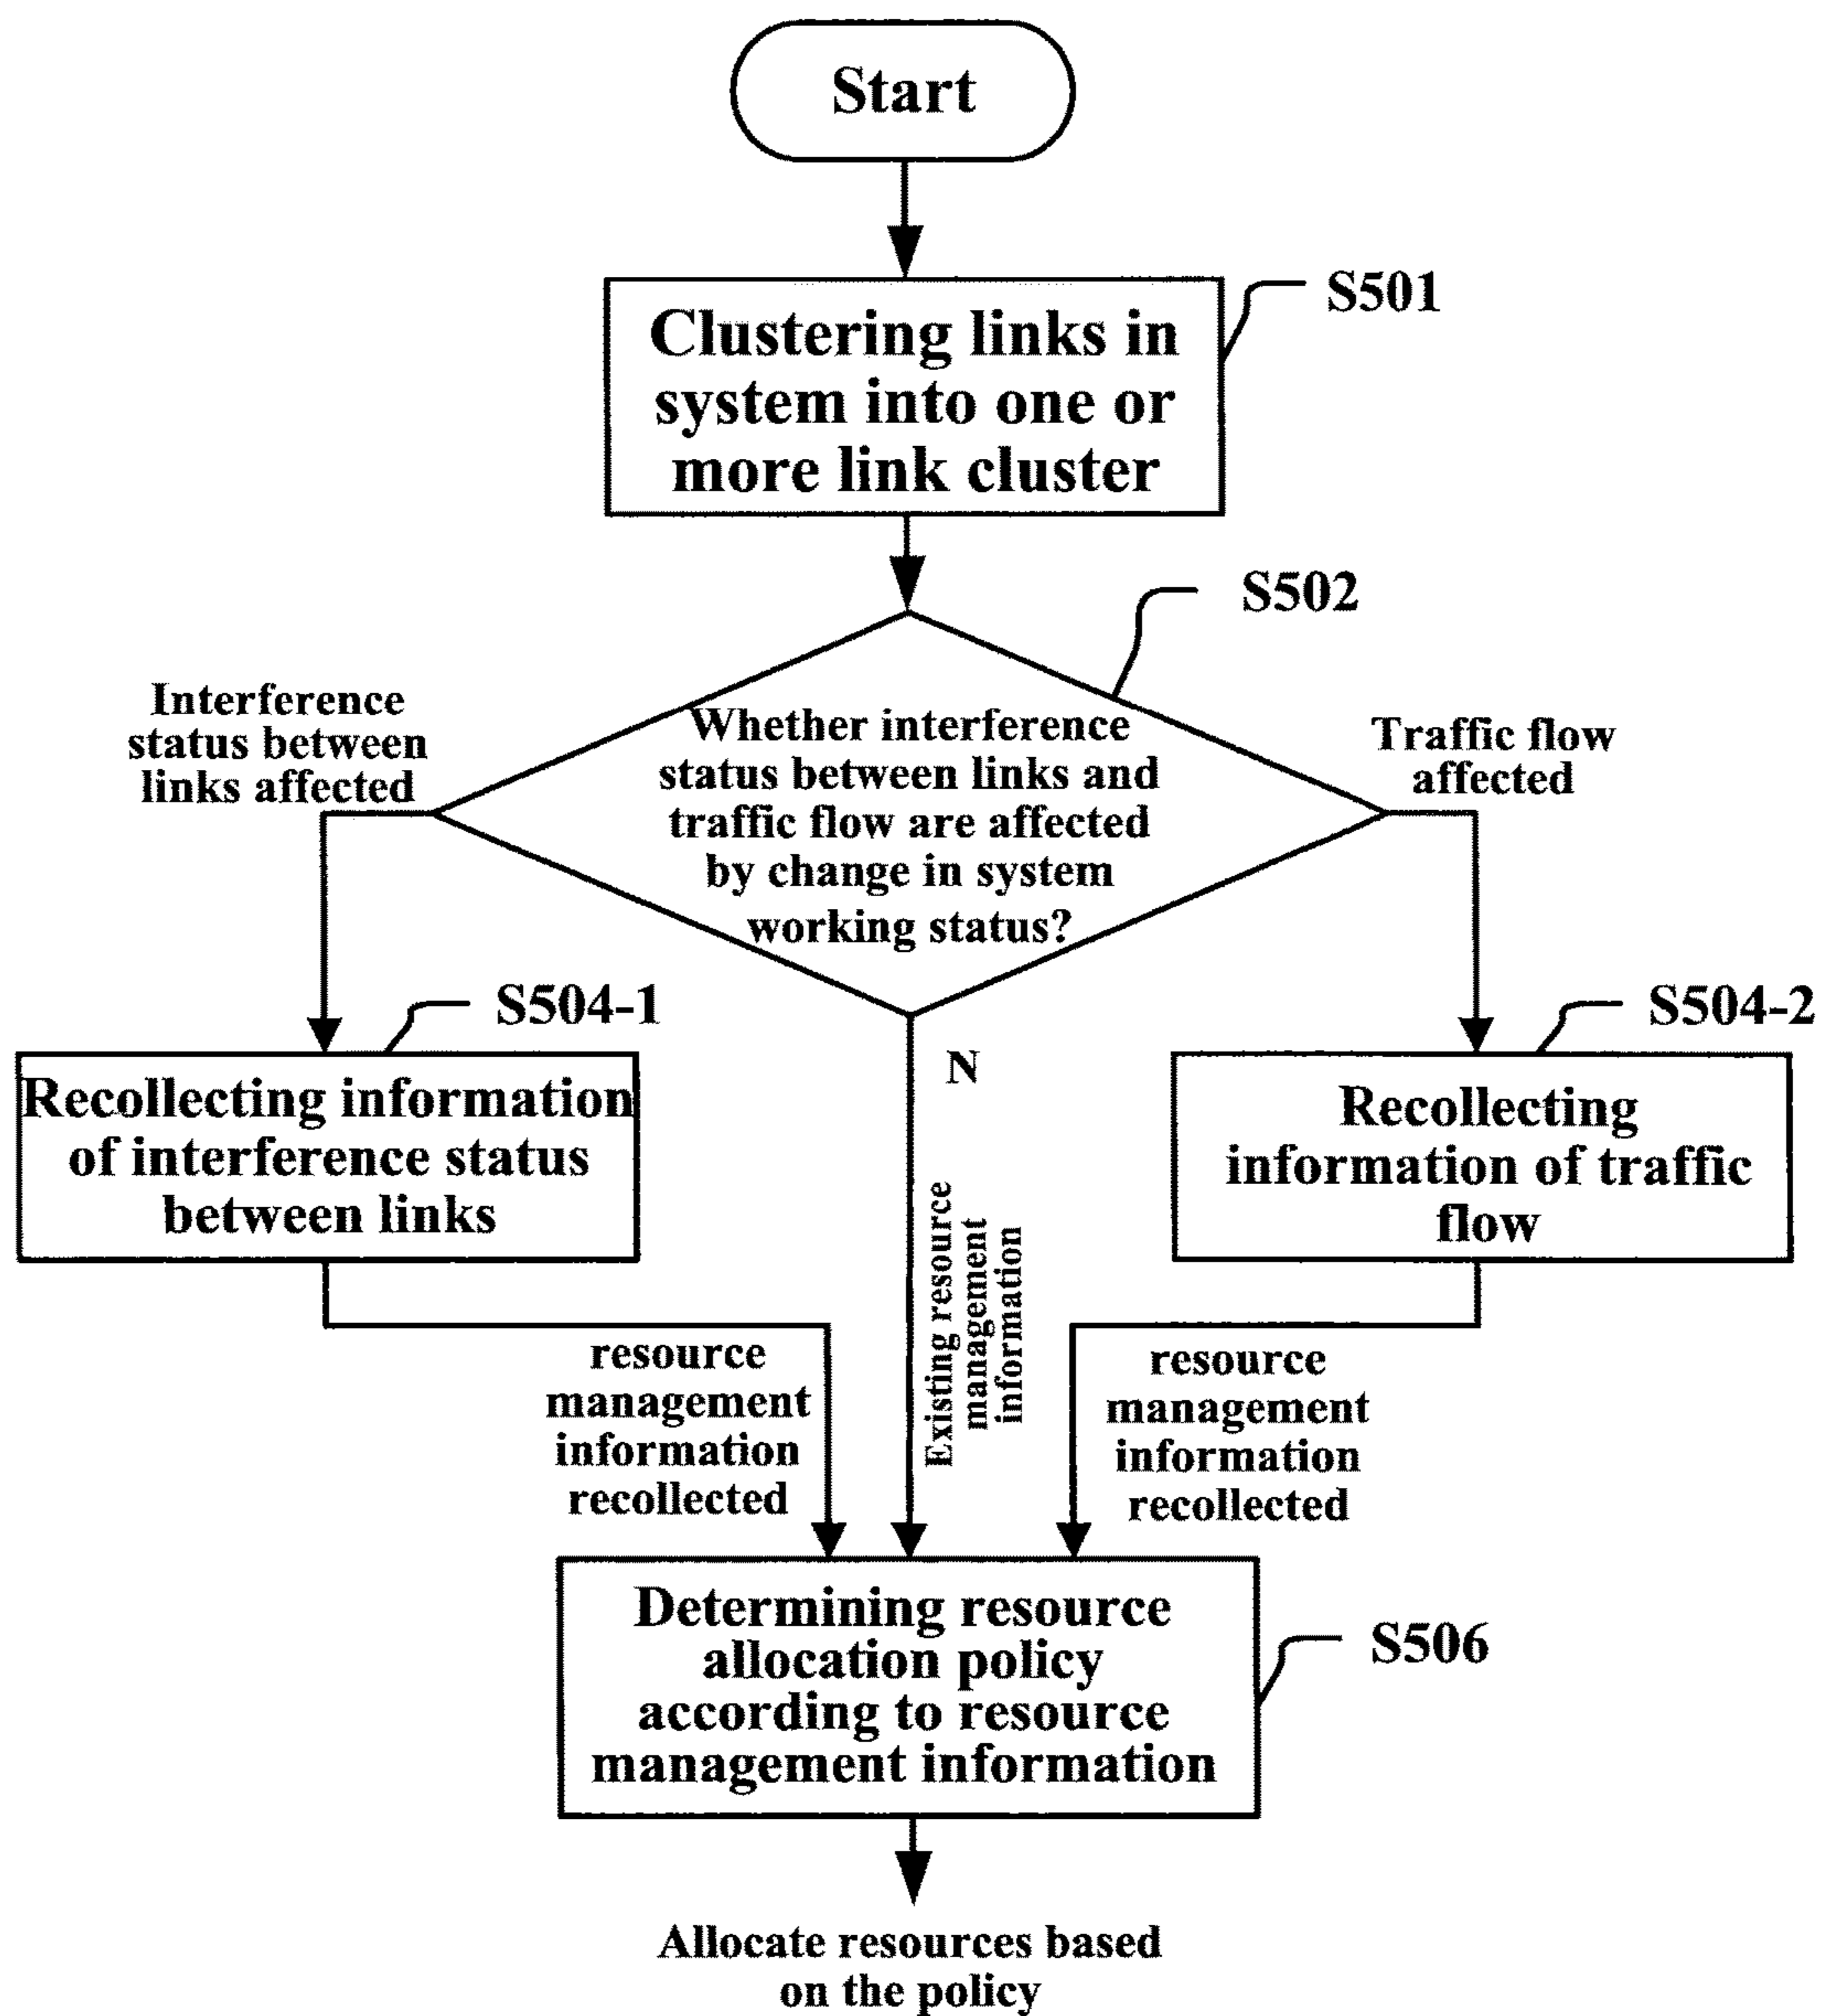 Start
S501
Clustering links in
system into one or
more link cluster
S502
Interference
status between
links affected
Whether interference
status between links and
traffic flow are affected
by change in system
working status?
Traffic flow
affected
S504-1
Recollecting information
of interference status
between links
N
S504-2
Recollecting
information of traffic
flow
resource
management
information
recollected
Existing resource
management
information
resource
management
information
recollected
Determining resource
allocation policy
according to resource
management information
S506
Allocate resources based
on the policy